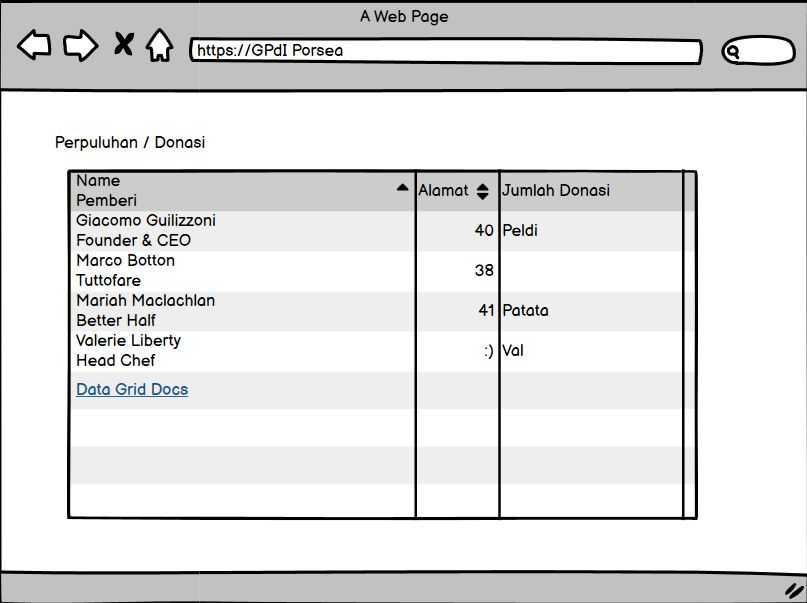 A Web Page
https://GPdI Porsea
Perpuluhan / Donasi
Name
Pemberi
Alamat
Jumlah Donasi
Giacomo Guilizzoni
Founder & CEO
40
Peldi
Marco Botton
Tuttofare
38
Mariah Maclachlan
Better Half
41
Patata
Valerie Liberty
Head Chef
:)
Val
Data Grid Docs